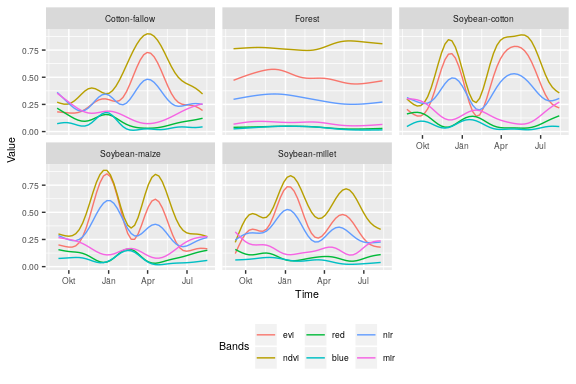 Cotton-fallow Forest Soybean-cotton
0.75
0.50
0.25
0.00
Value
Okt Jän Apr Jul
Soybean-maize Soybean-millet
0.75
0.50
0.25
0.00
Okt Jän Apr Jul Okt Jän Apr Jul
Time
Bands evi red nir
ndvi blue mir